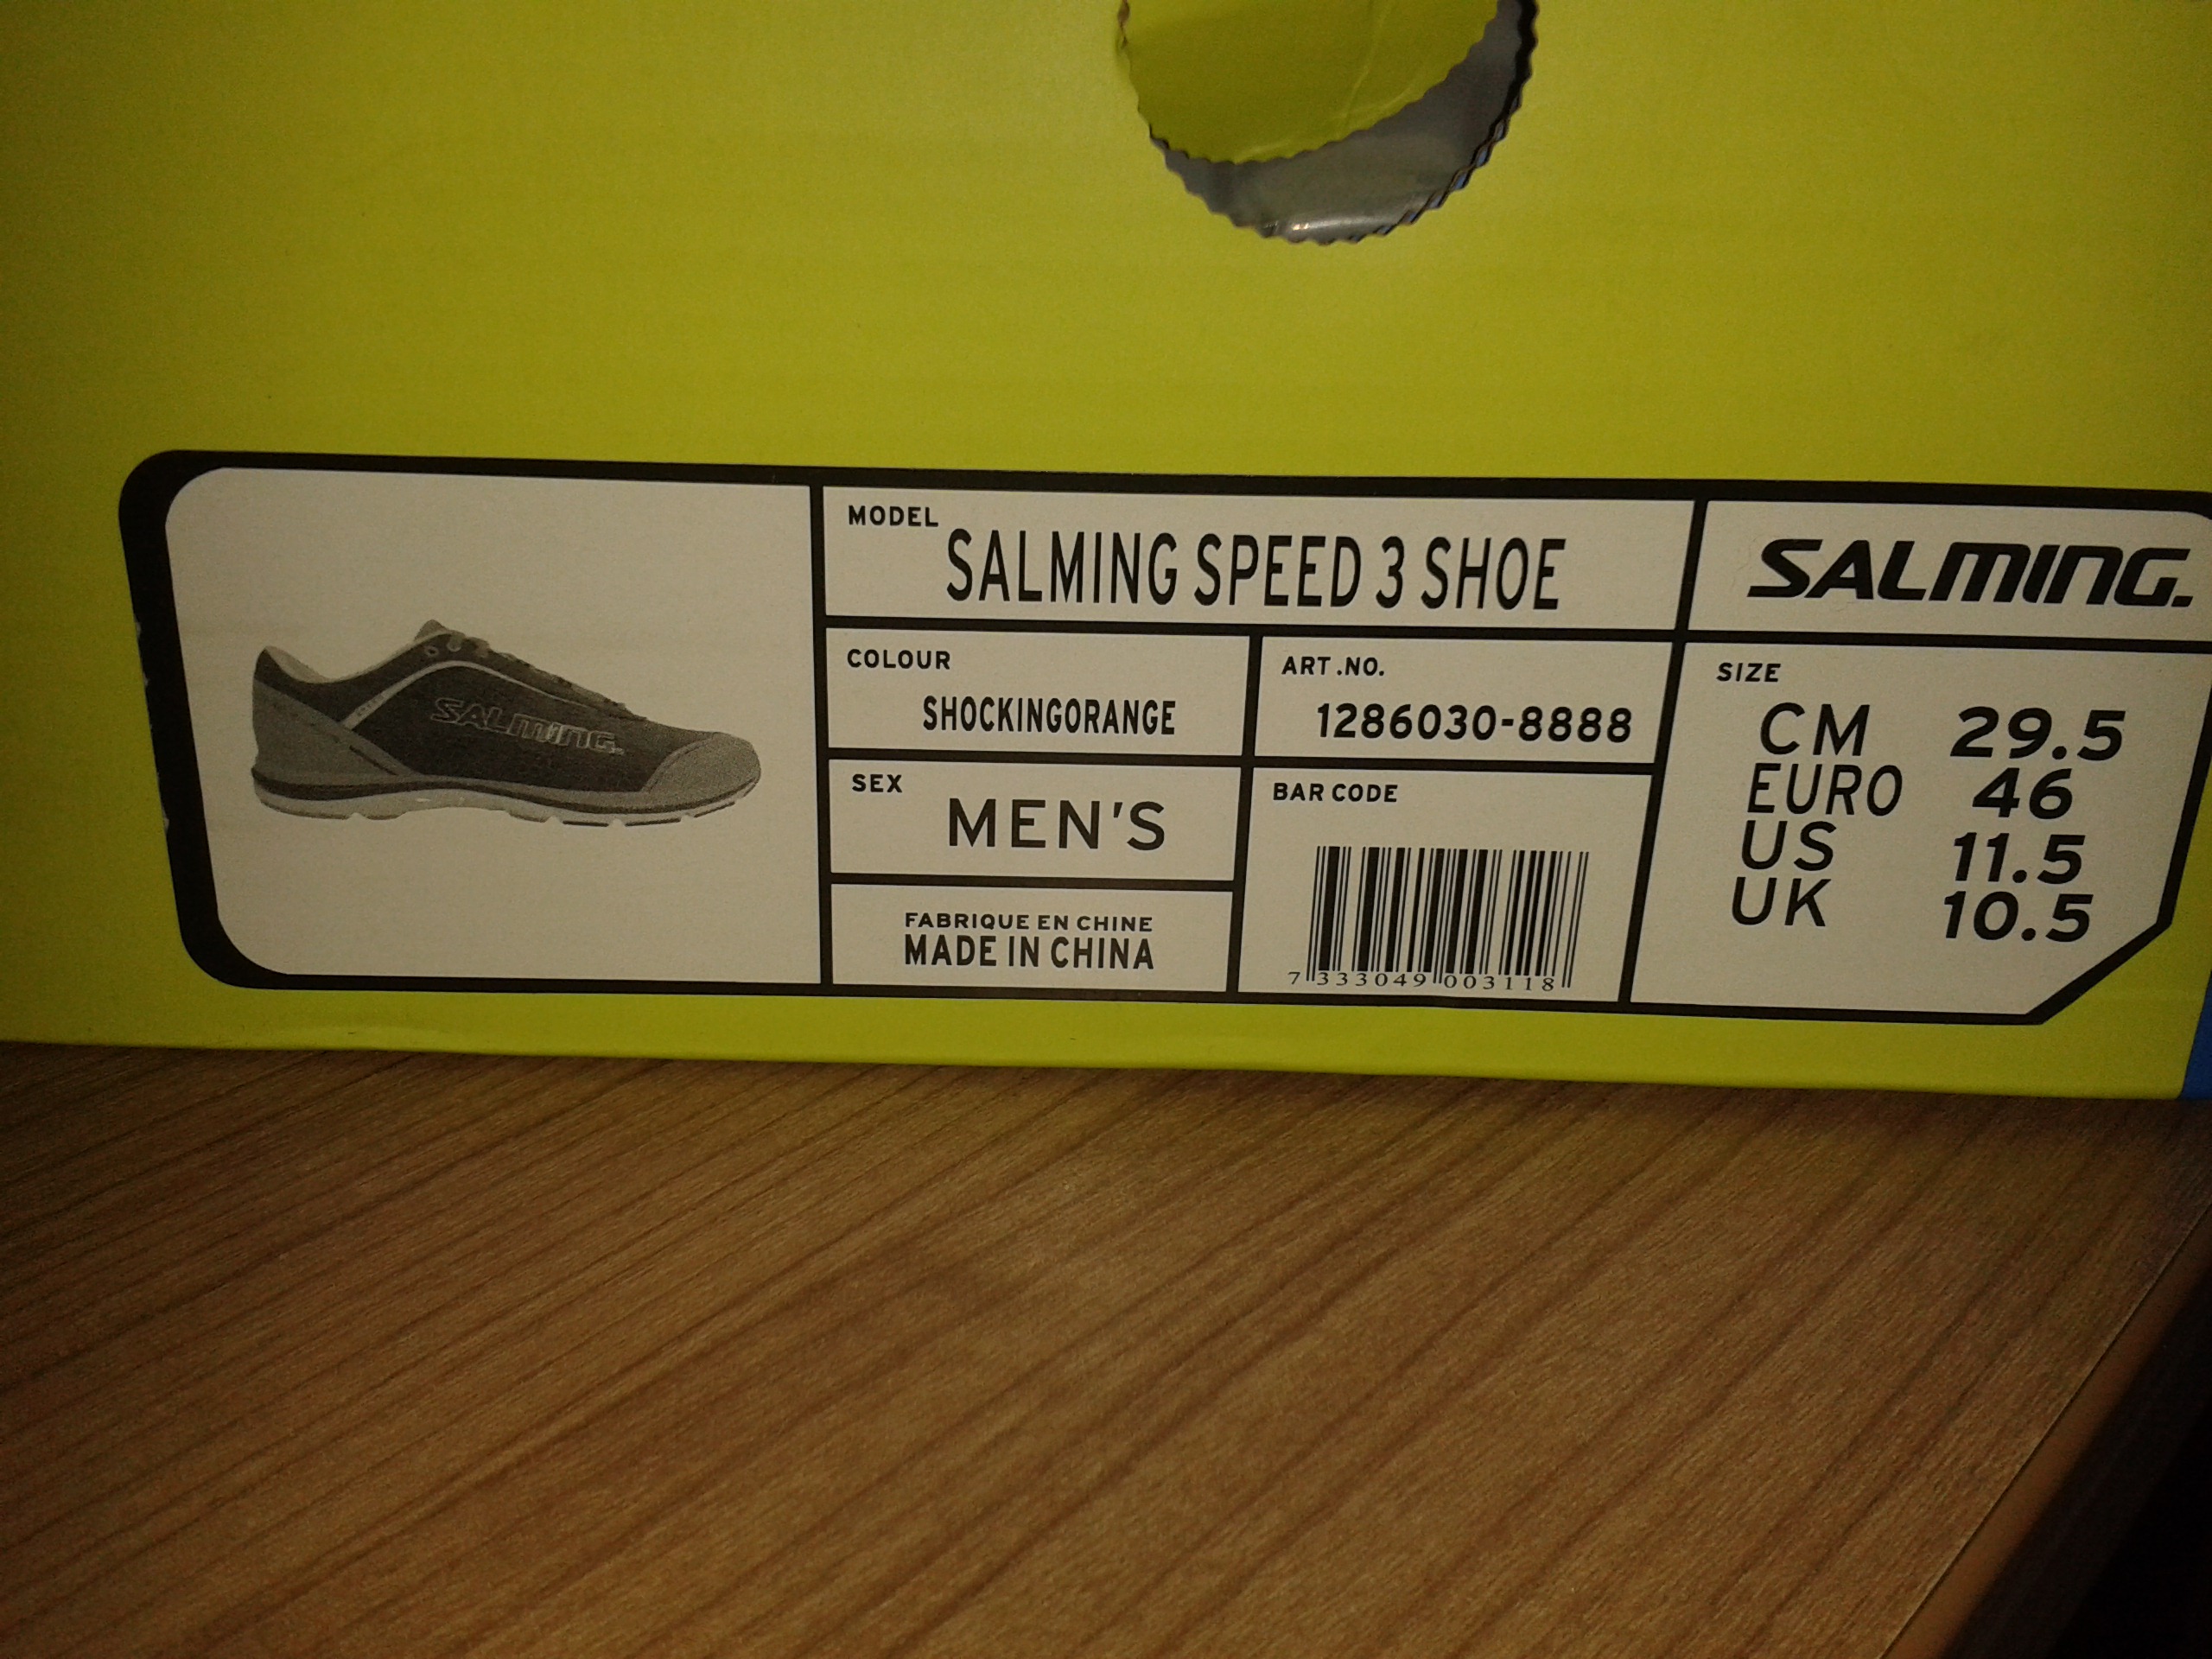 MODEL
SALMING SPEED 3 SHOE
SALMING.
SALMING.
COLOUR
SHOCKINGORANGE
ART.NO.
1286030-8888
SEX
MEN'S
FABRIQUE EN CHINE
MADE IN CHINA
BAR CODE
7 333049 003118
SIZE
CM 29.5
EURO 46
US 11.5
UK 10.5